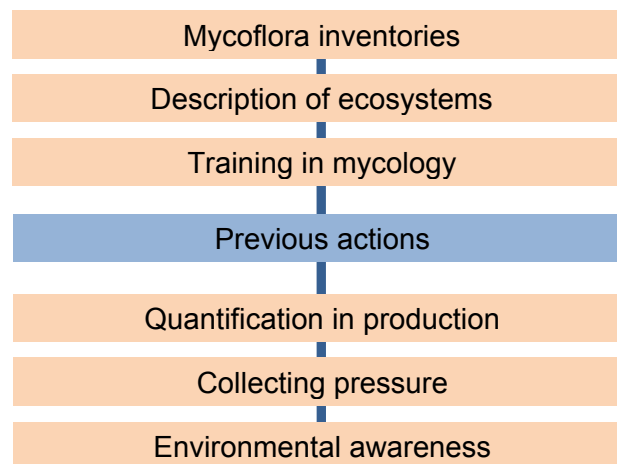 Mycoflora inventories
Description of ecosystems
Training in mycology
Previous actions
Quantification in production
Collecting pressure
Environmental awareness